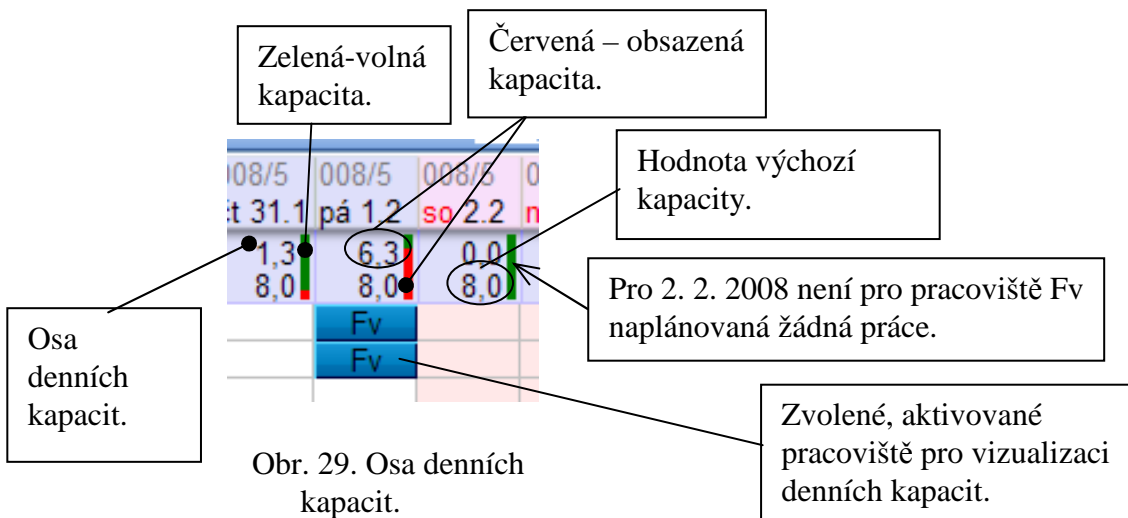 Zelená-volná
kapacita.
Červená – obsazená
kapacita.
Hodnota výchozí
kapacity.
008/5 008/5 008/5
čt 31.1 pá 1.2 so 2.2
1,3 6,3 0,0
8,0 8,0 8,0
Fv
Fv
Pro 2. 2. 2008 není pro pracoviště Fv
naplánovaná žádná práce.
Osa
denních
kapacit.
Zvolené, aktivované
pracoviště pro vizualizaci
denních kapacit.
Obr. 29. Osa denních
kapacit.